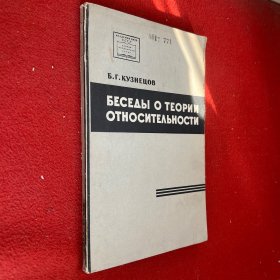 Б. Г. КУЗНЕЦОВ
БЕСЕДЫ О ТЕОРИИ
ОТНОСИТЕЛЬНОСТИ